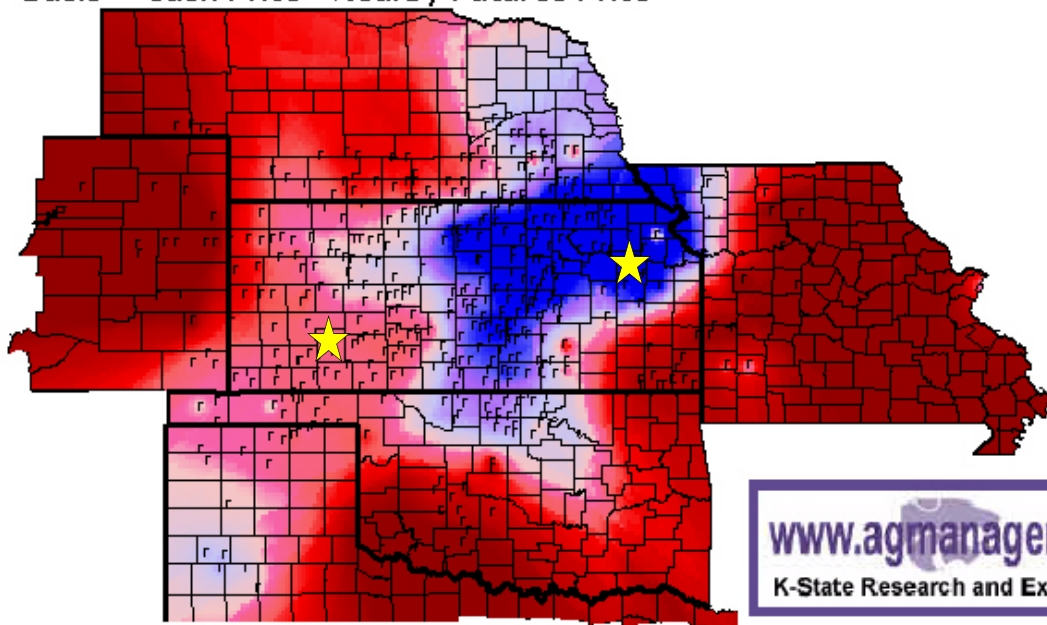 Basis = Cash Price - Nearby Futures Price
www.agmanager
K-State Research and Ex